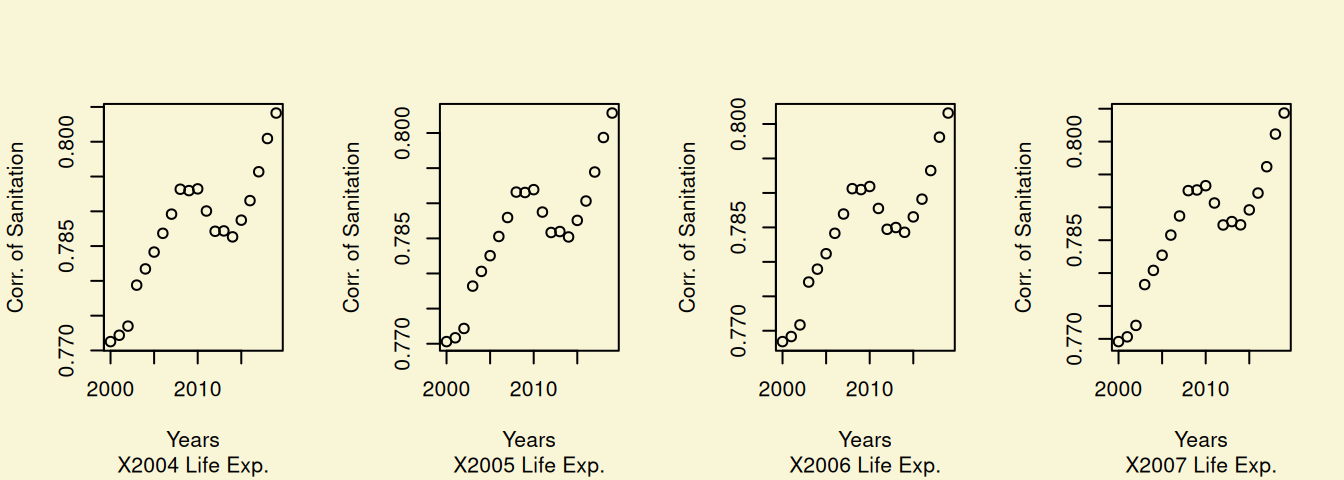 Corr. of Sanitation
0.770 0.785 0.800
2000 2010
Years
X2004 Life Exp.
Corr. of Sanitation
0.770 0.785 0.800
2000 2010
Years
X2005 Life Exp.
Corr. of Sanitation
0.770 0.785 0.800
2000 2010
Years
X2006 Life Exp.
Corr. of Sanitation
0.770 0.785 0.800
2000 2010
Years
X2007 Life Exp.